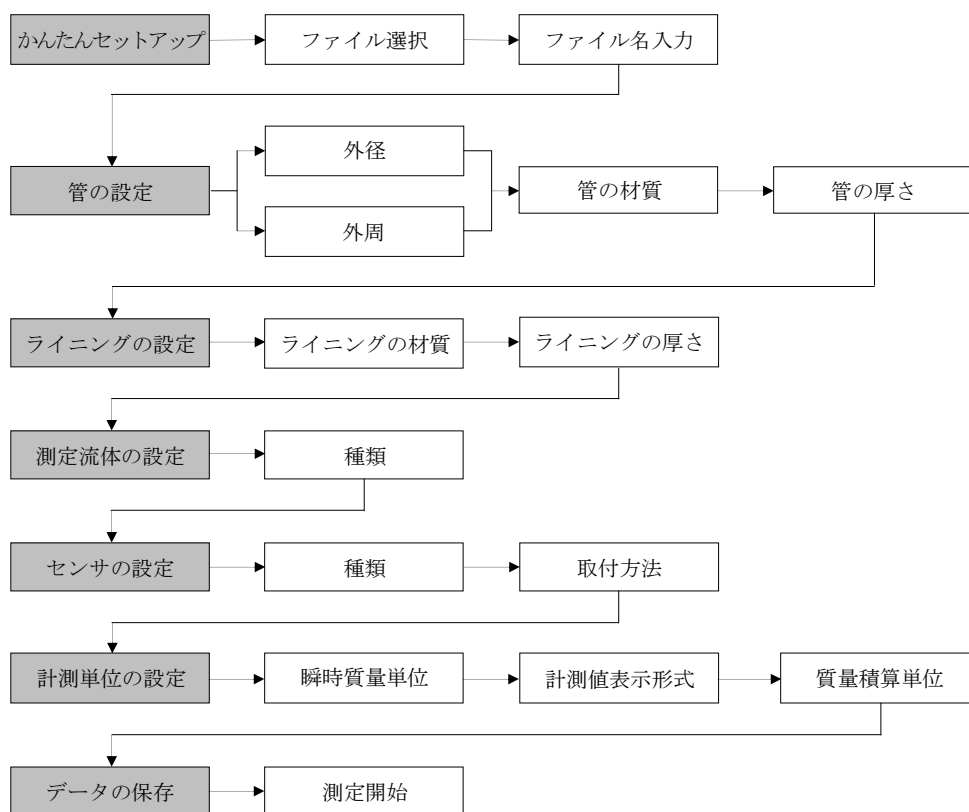 かんたんセットアップ
ファイル選択
ファイル名入力
管の設定
外径
外周
管の材質
管の厚さ
ライニングの設定
ライニングの材質
ライニングの厚さ
測定流体の設定
種類
センサの設定
種類
取付方法
計測単位の設定
瞬時質量単位
計測値表示形式
質量積算単位
データの保存
測定開始